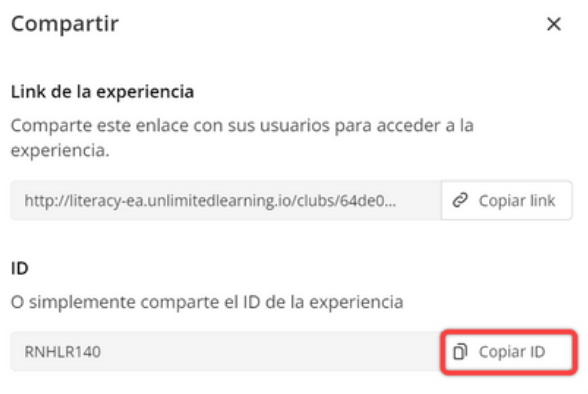 Compartir
Link de la experiencia
Comparte este enlace con sus usuarios para acceder a la
experiencia.
http://literacy-ea.unlimitedlearning.io/clubs/64de0...
Copiar link
ID
O simplemente comparte el ID de la experiencia
RNHLR140
Copiar ID